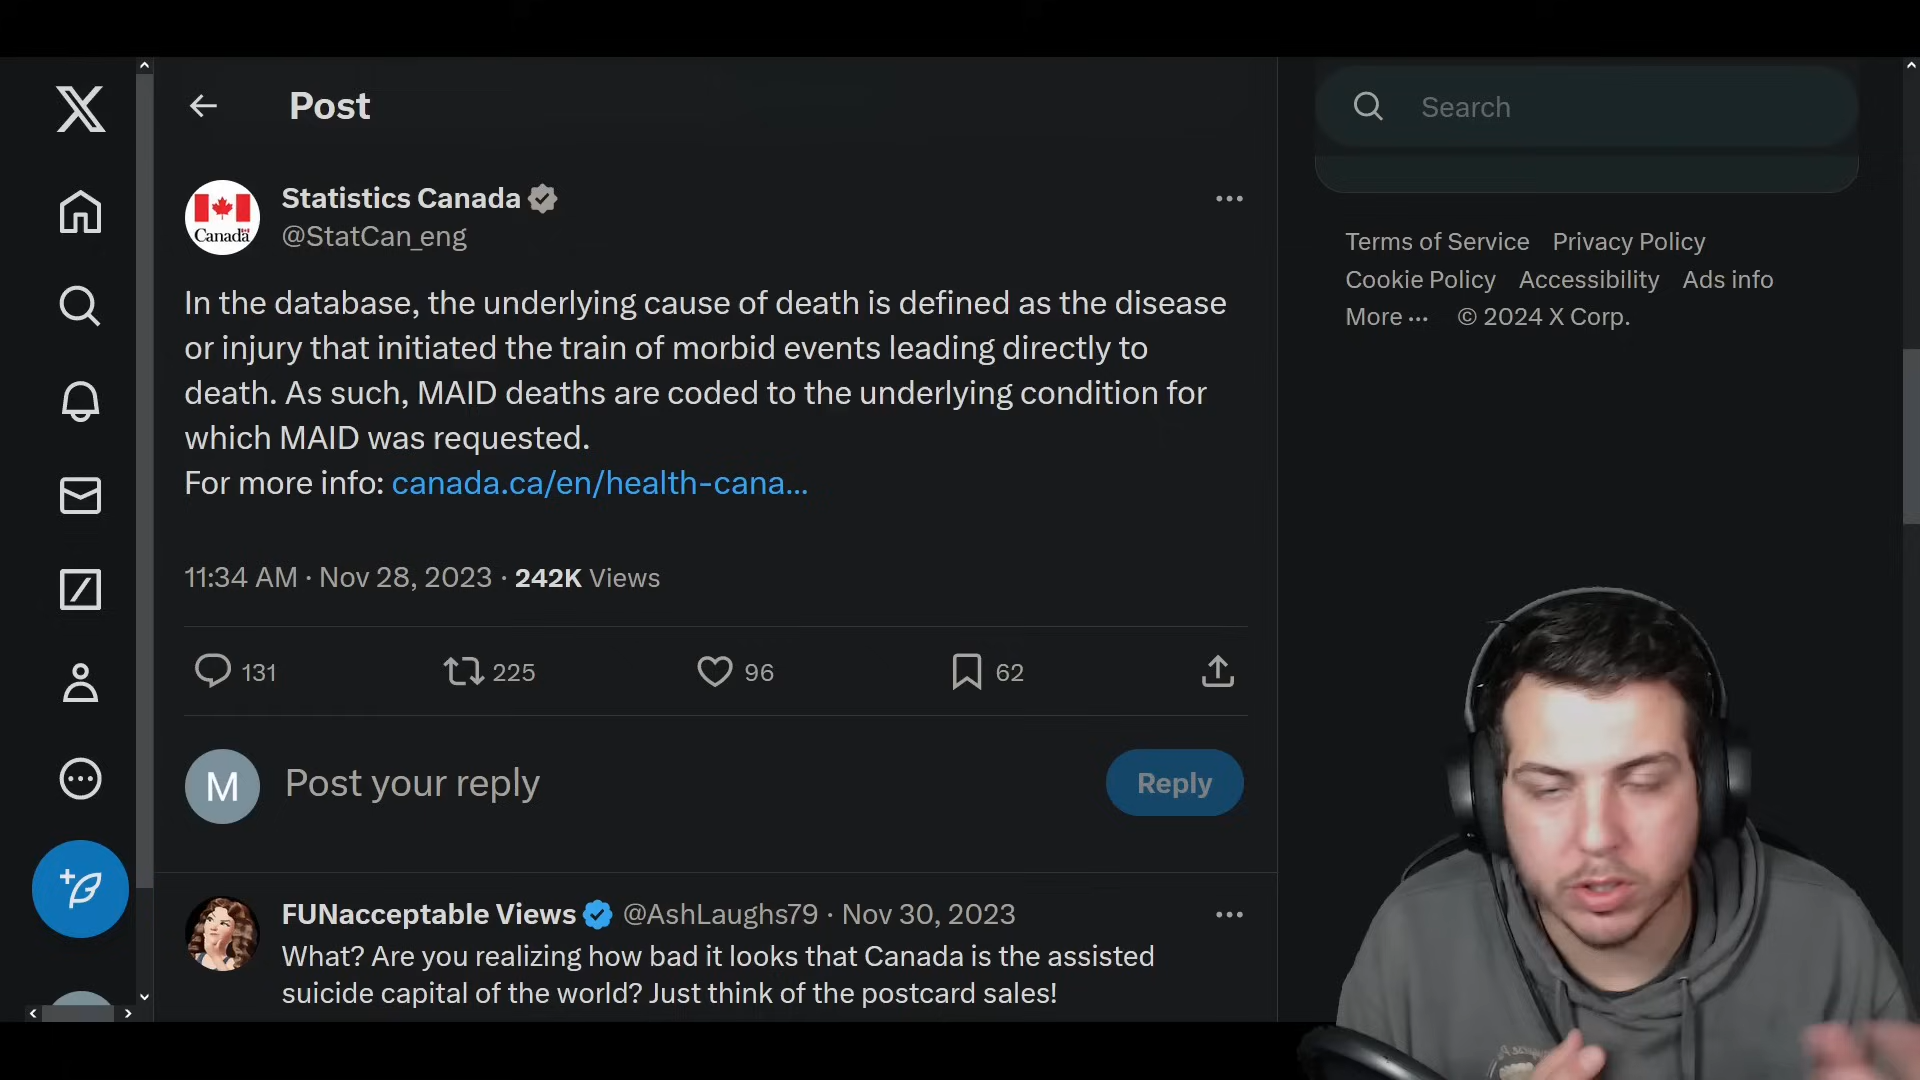 Post
Search
Statistics Canada
@StatCan_eng
Canada
In the database, the underlying cause of death is defined as the disease
or injury that initiated the train of morbid events leading directly to
death. As such, MAID deaths are coded to the underlying condition for
which MAID was requested.
For more info: canada.ca/en/health-cana...
11:34 AM · Nov 28, 2023 · 242K Views
131 225 96 62
M Post your reply Reply
FUNacceptable Views @AshLaughs79 · Nov 30, 2023
What? Are you realizing how bad it looks that Canada is the assisted
suicide capital of the world? Just think of the postcard sales!
Terms of Service Privacy Policy
Cookie Policy Accessibility Ads info
More ··· © 2024 X Corp.